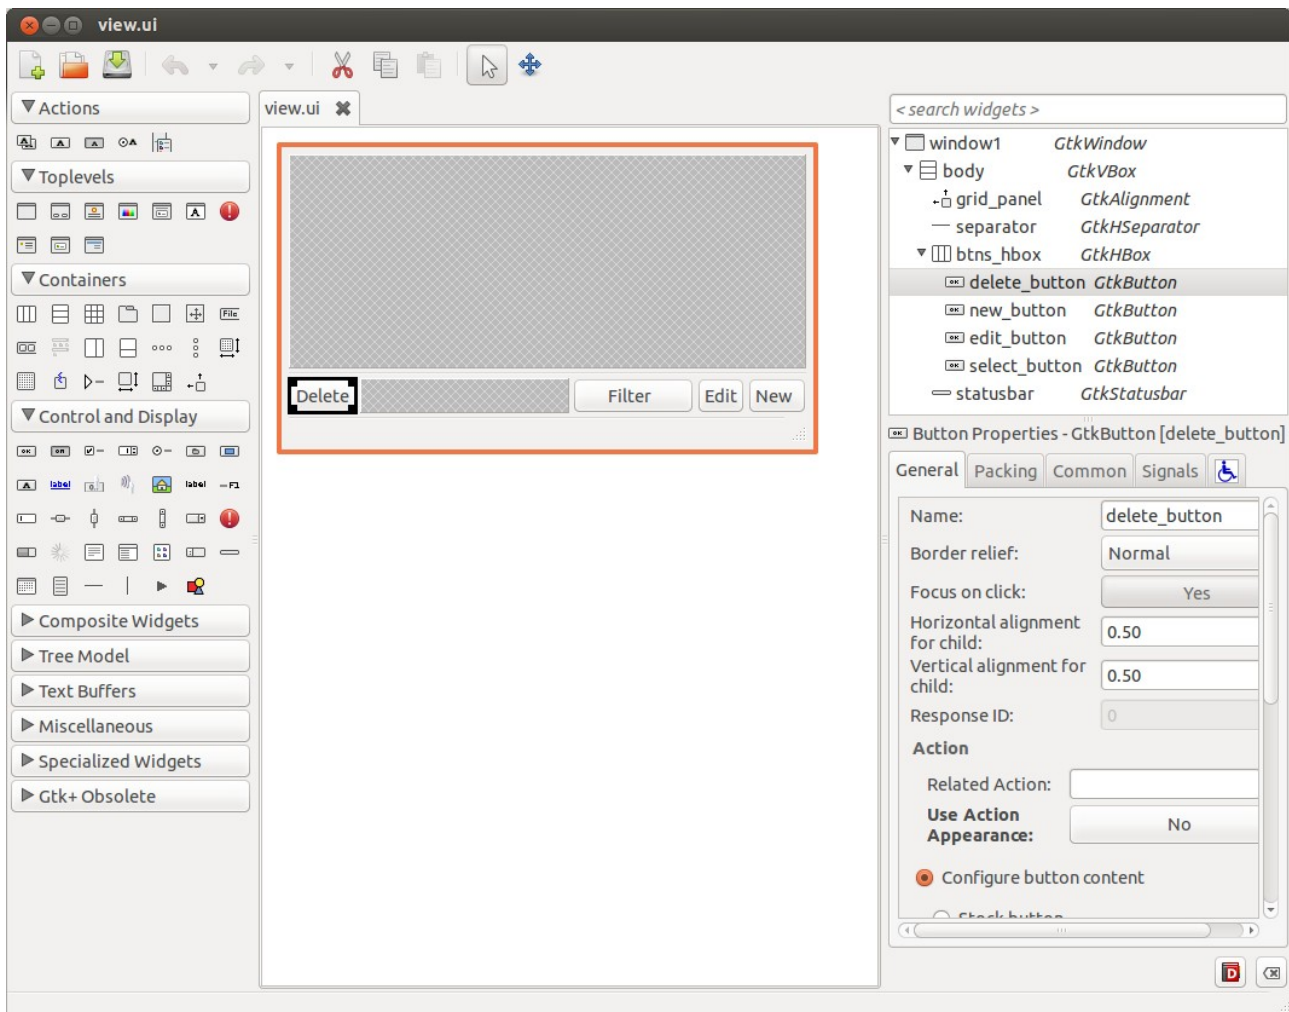 view.ui
Actions
Toplevels
Containers
Control and Display
Composite Widgets
Tree Model
Text Buffers
Miscellaneous
Specialized Widgets
Gtk+ Obsolete
view.ui
Delete
Filter
Edit
New
< search widgets >
window1 GtkWindow
body GtkVBox
grid_panel GtkAlignment
separator GtkHSeparator
btns_hbox GtkHBox
delete_button GtkButton
new_button GtkButton
edit_button GtkButton
select_button GtkButton
statusbar GtkStatusbar
Button Properties - GtkButton [delete_button]
General Packing Common Signals
Name: delete_button
Border relief: Normal
Focus on click: Yes
Horizontal alignment
for child: 0.50
Vertical alignment for
child: 0.50
Response ID: 0
Action
Related Action:
Use Action
Appearance: No
Configure button content
Stock button